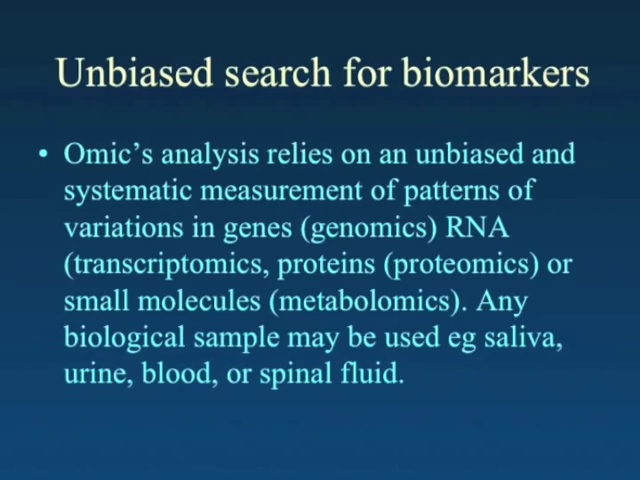 Unbiased search for biomarkers
• Omic's analysis relies on an unbiased and
systematic measurement of patterns of
variations in genes (genomics) RNA
(transcriptomics, proteins (proteomics) or
small molecules (metabolomics). Any
biological sample may be used eg saliva,
urine, blood, or spinal fluid.